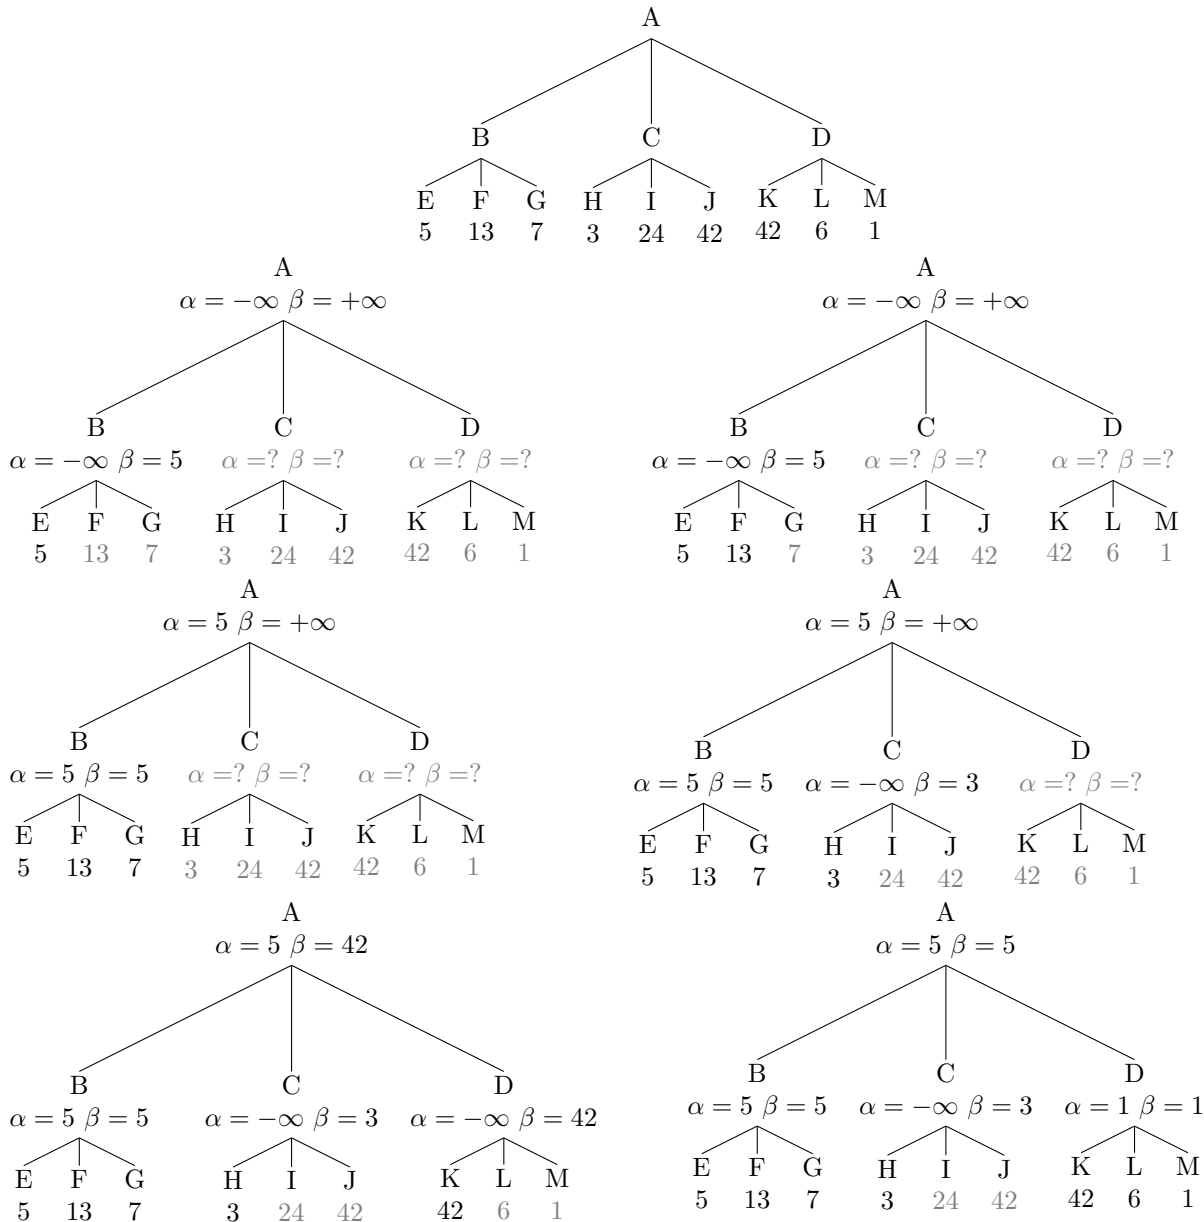 A
B C D
E F G H I J K L M
5 13 7 3 24 42 42 6 1
A
α = −∞ β = +∞
B C D
α = −∞ β = 5 α =? β =? α =? β =?
E F G H I J K L M
5 13 7 3 24 42 42 6 1
A
α = −∞ β = +∞
B C D
α = −∞ β = 5 α =? β =? α =? β =?
E F G H I J K L M
5 13 7 3 24 42 42 6 1
A
α = 5 β = +∞
B C D
α = 5 β = 5 α =? β =? α =? β =?
E F G H I J K L M
5 13 7 3 24 42 42 6 1
A
α = 5 β = +∞
B C D
α = 5 β = 5 α = −∞ β = 3 α =? β =?
E F G H I J K L M
5 13 7 3 24 42 42 6 1
A
α = 5 β = 42
B C D
α = 5 β = 5 α = −∞ β = 3 α = −∞ β = 42
E F G H I J K L M
5 13 7 3 24 42 42 6 1
A
α = 5 β = 5
B C D
α = 5 β = 5 α = −∞ β = 3 α = 1 β = 1
E F G H I J K L M
5 13 7 3 24 42 42 6 1